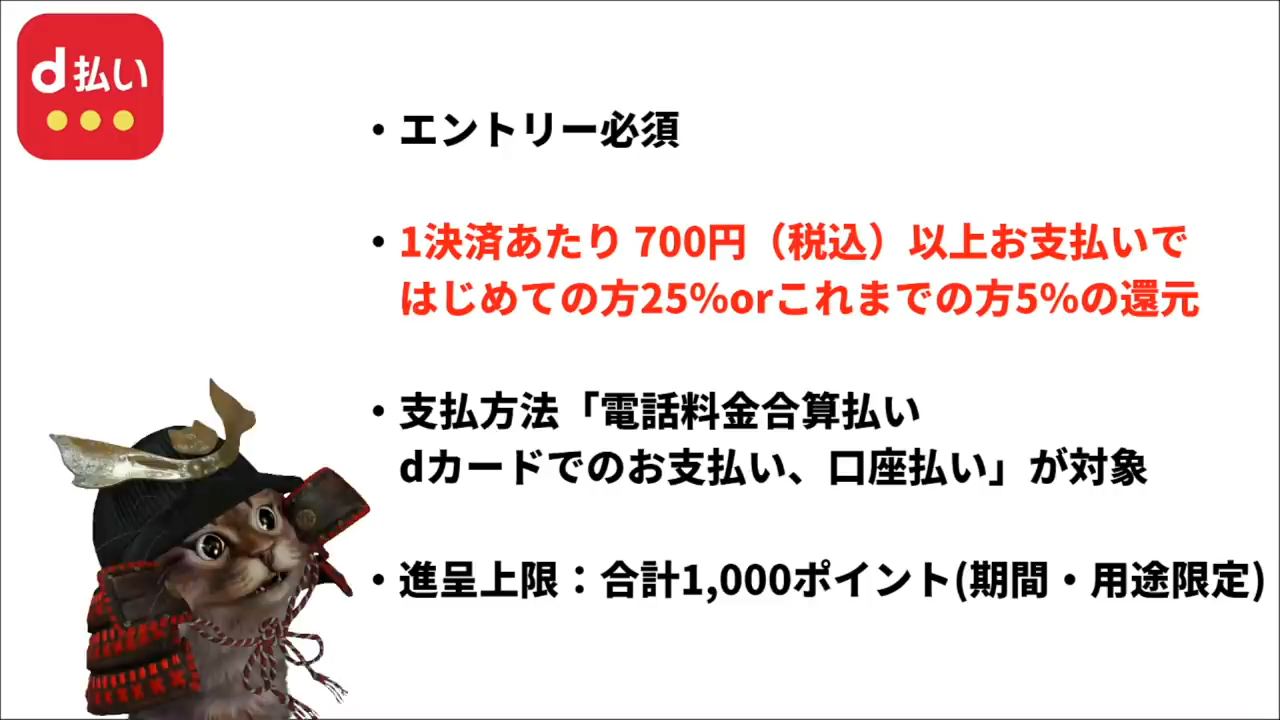 d払い
・エントリー必須
・1決済あたり 700円（税込）以上お支払いで
はじめての方25%orこれまでの方5%の還元
・支払方法「電話料金合算払い
dカードでのお支払い、口座払い」が対象
・進呈上限：合計1,000ポイント(期間・用途限定)